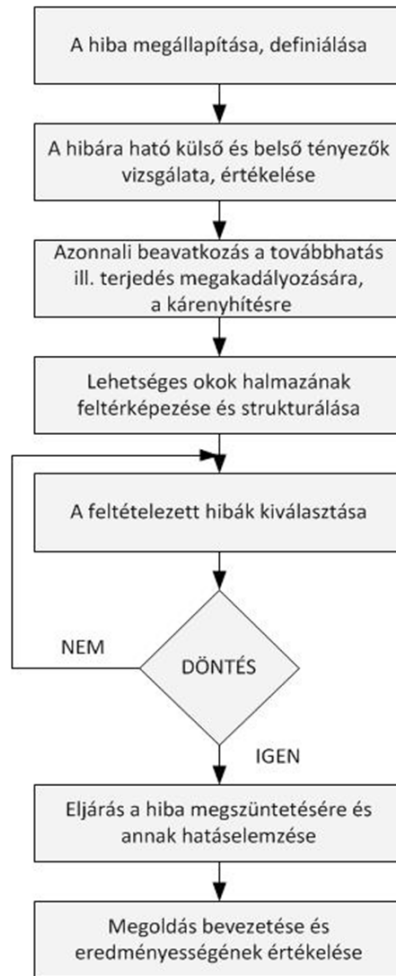 A hiba megállapítása, definiálása
A hibára ható külső és belső tényezők
vizsgálata, értékelése
Azonnali beavatkozás a továbbhatás
ill. terjedés megakadályozására,
a kárenyhítésre
Lehetséges okok halmazának
feltérképezése és strukturálása
A feltételezett hibák kiválasztása
NEM
DÖNTÉS
IGEN
Eljárás a hiba megszüntetésére és
annak hatáselemzése
Megoldás bevezetése és
eredményességének értékelése